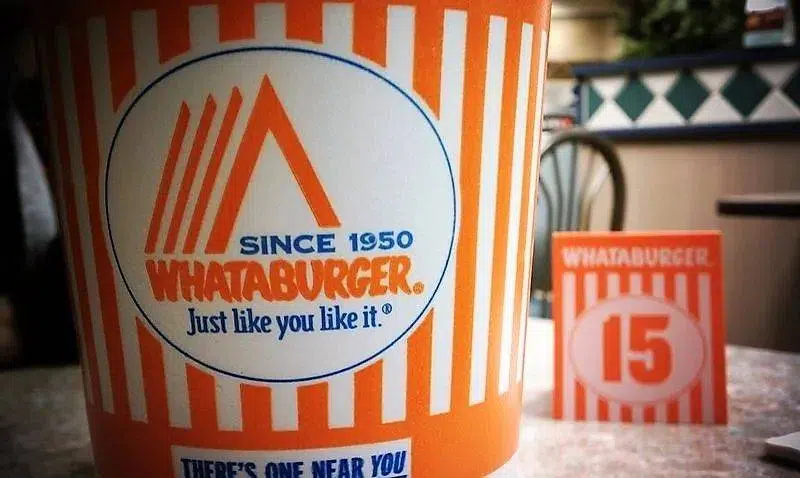 SINCE 1950
WHATABURGER.
Just like you like it.®
THERE'S ONE NEAR YOU
WHATABURGER
15